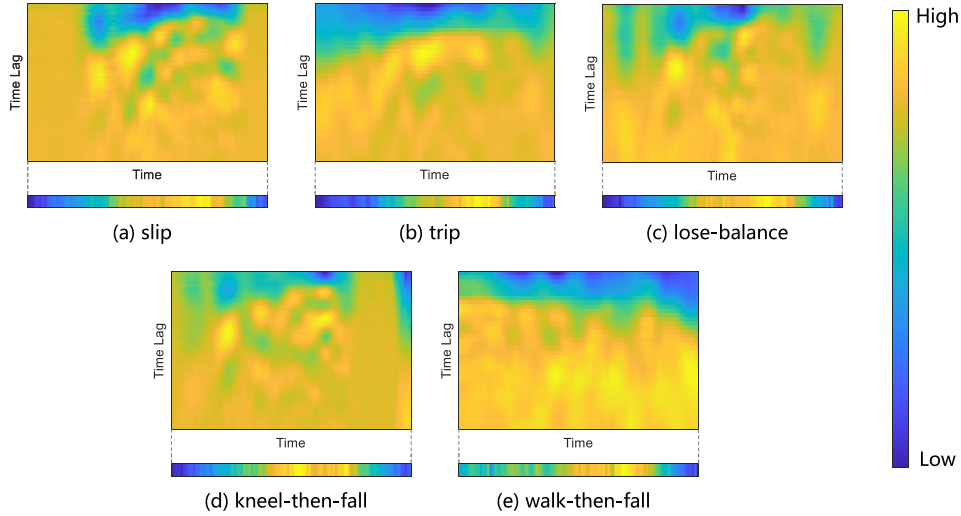 High
Time Lag
Time
(a) slip
Time Lag
Time
(b) trip
Time Lag
Time
(c) lose-balance
Time Lag
Time
(d) kneel-then-fall
Time Lag
Time
(e) walk-then-fall
Low